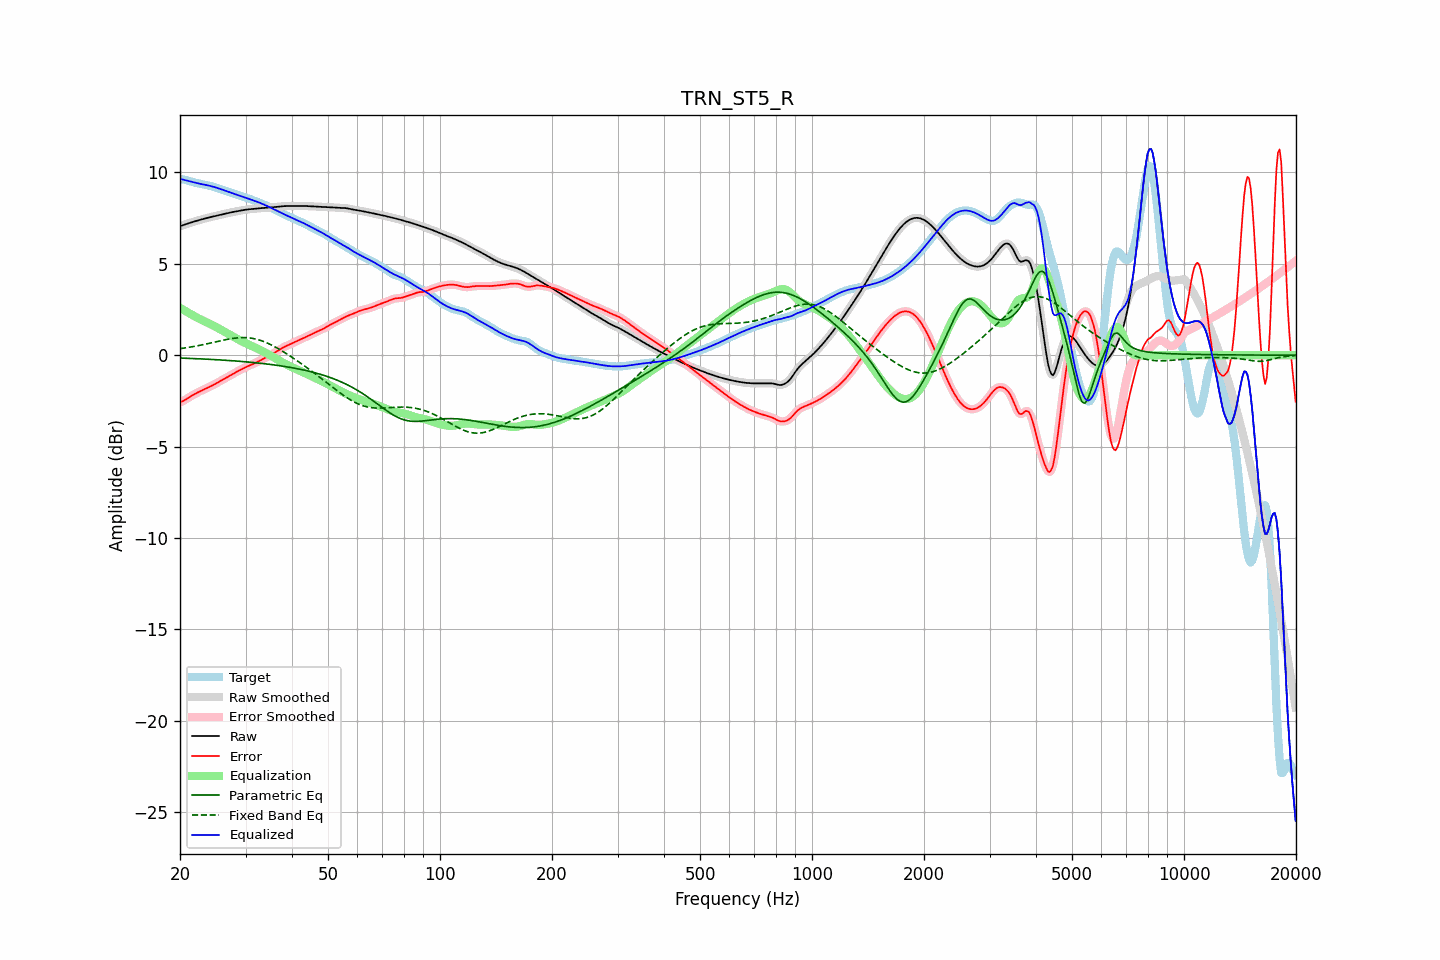 TRN_ST5_R
Amplitude (dBr)
10
5
0
−5
−10
−15
−20
−25
Target
Raw Smoothed
Error Smoothed
Raw
Error
Equalization
Parametric Eq
Fixed Band Eq
Equalized
20 50 100 200 500 1000 2000 5000 10000 20000
Frequency (Hz)